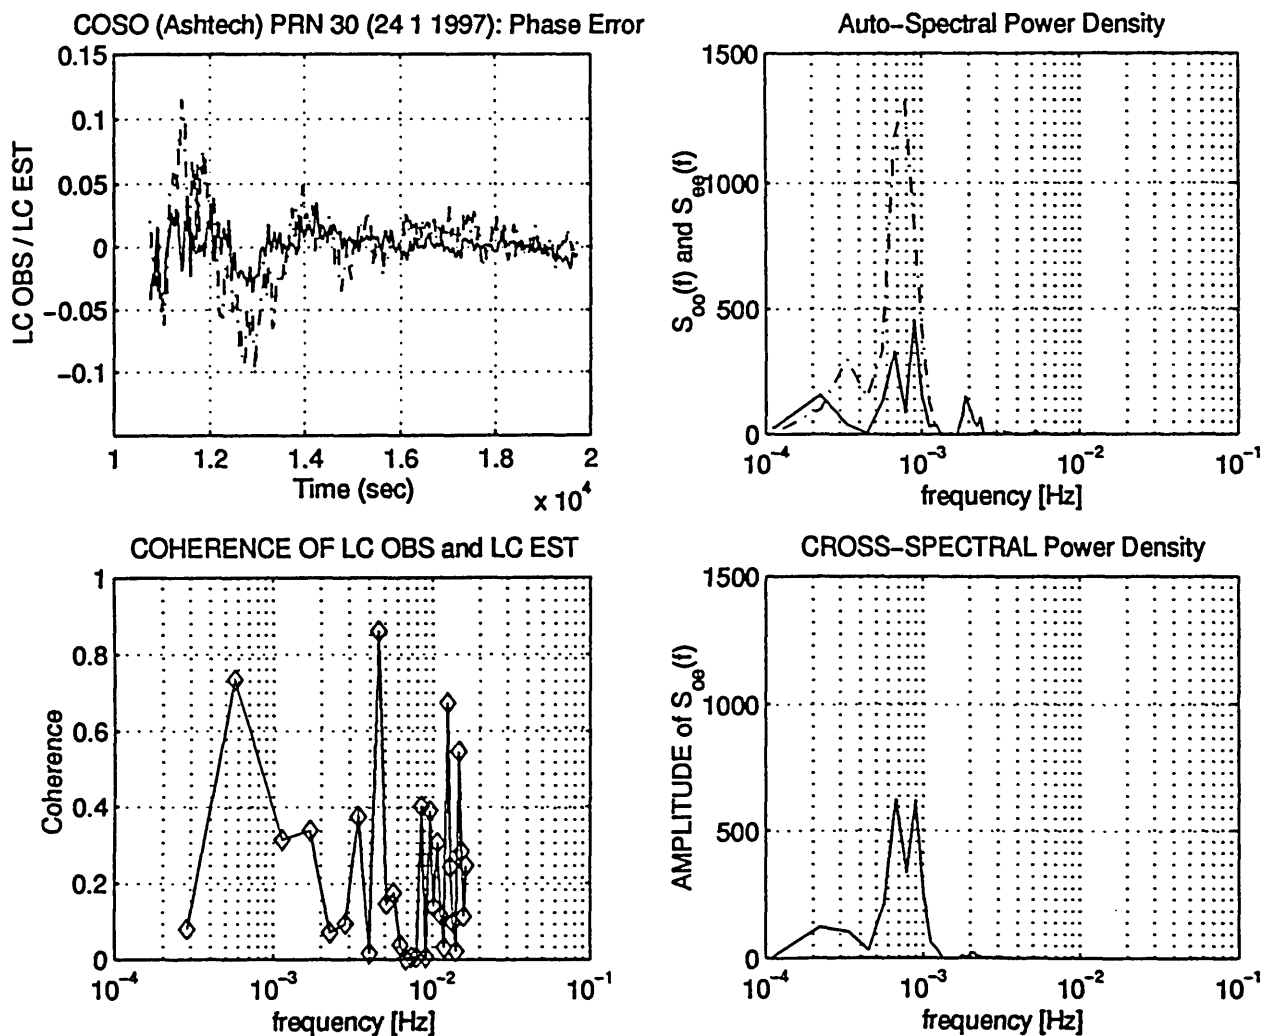 COSO (Ashtech) PRN 30 (24 1 1997): Phase Error
LC OBS / LC EST
0.15
0.1
0.05
0
−0.05
−0.1
1
1.2
1.4
1.6
1.8
2
Time (sec)
x 10^4
Auto−Spectral Power Density
S_oo(f) and S_ee(f)
1500
1000
500
0
10^-4
10^-3
10^-2
10^-1
frequency [Hz]
COHERENCE OF LC OBS and LC EST
Coherence
1
0.8
0.6
0.4
0.2
0
10^-4
10^-3
10^-2
10^-1
frequency [Hz]
CROSS−SPECTRAL Power Density
AMPLITUDE of S_oe(f)
1500
1000
500
0
10^-4
10^-3
10^-2
10^-1
frequency [Hz]